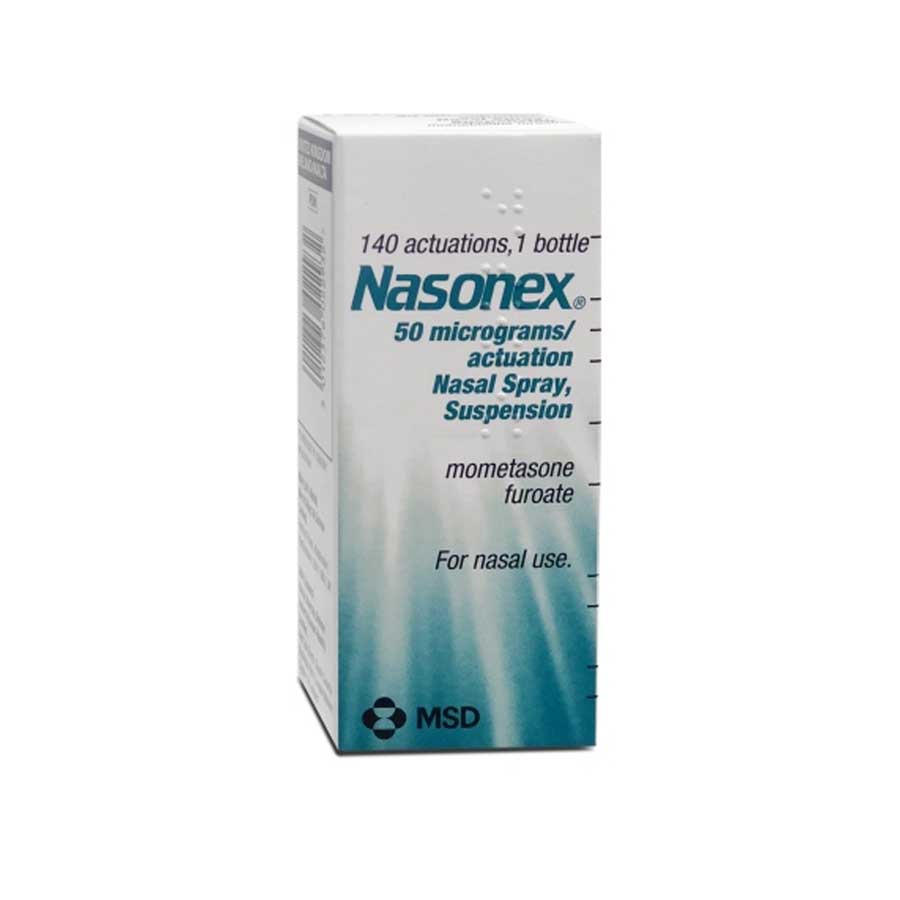 140 actuations, 1 bottle
Nasonex®
50 micrograms/
actuation
Nasal Spray,
Suspension
mometasone
furoate
For nasal use.
MSD